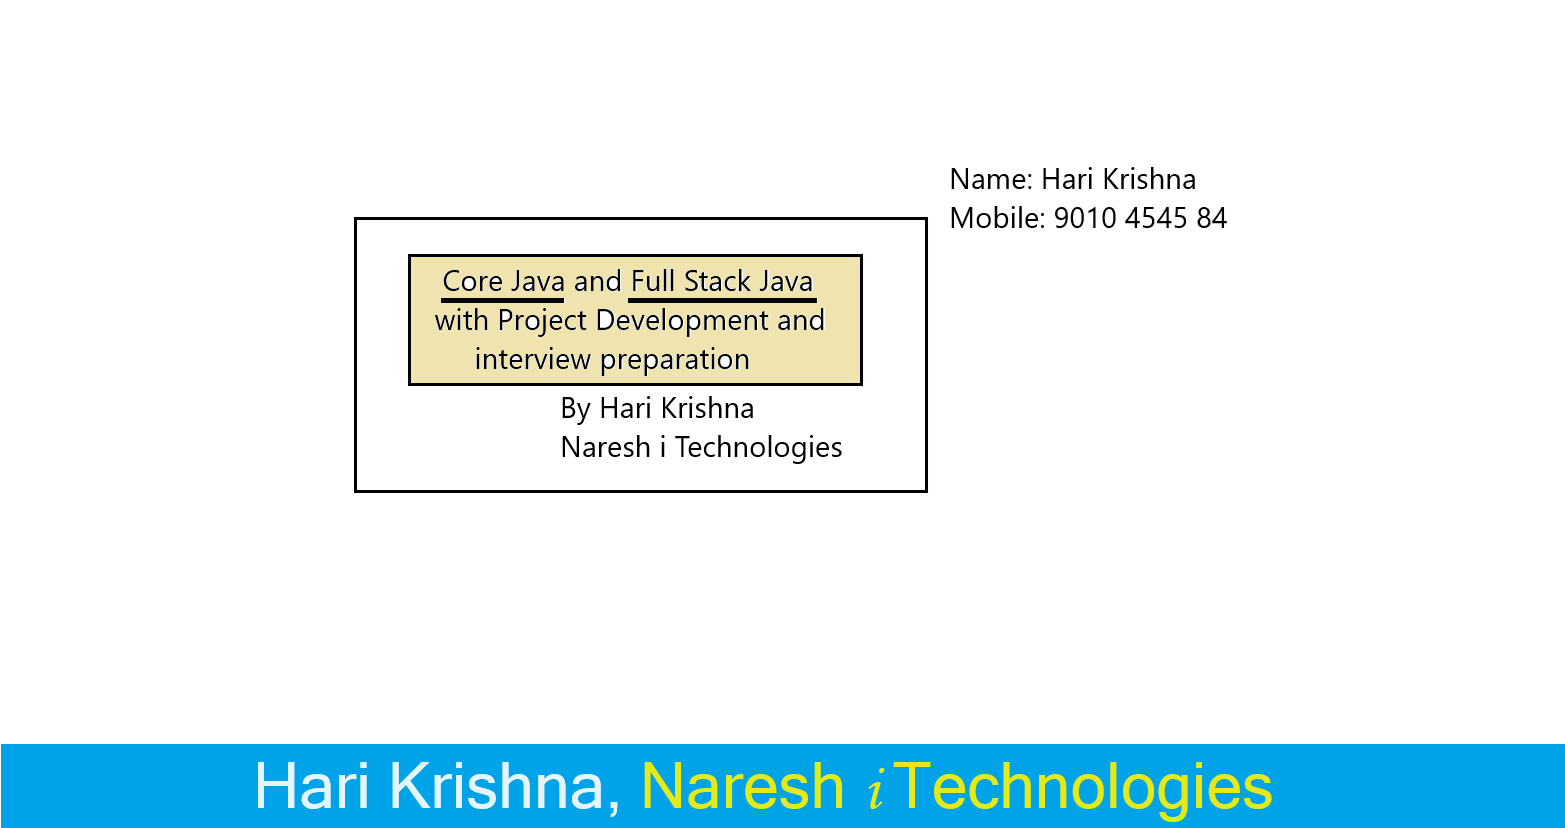 Name: Hari Krishna
Mobile: 9010 4545 84
Core Java and Full Stack Java
with Project Development and
interview preparation
By Hari Krishna
Naresh i Technologies
Hari Krishna, Naresh i Technologies